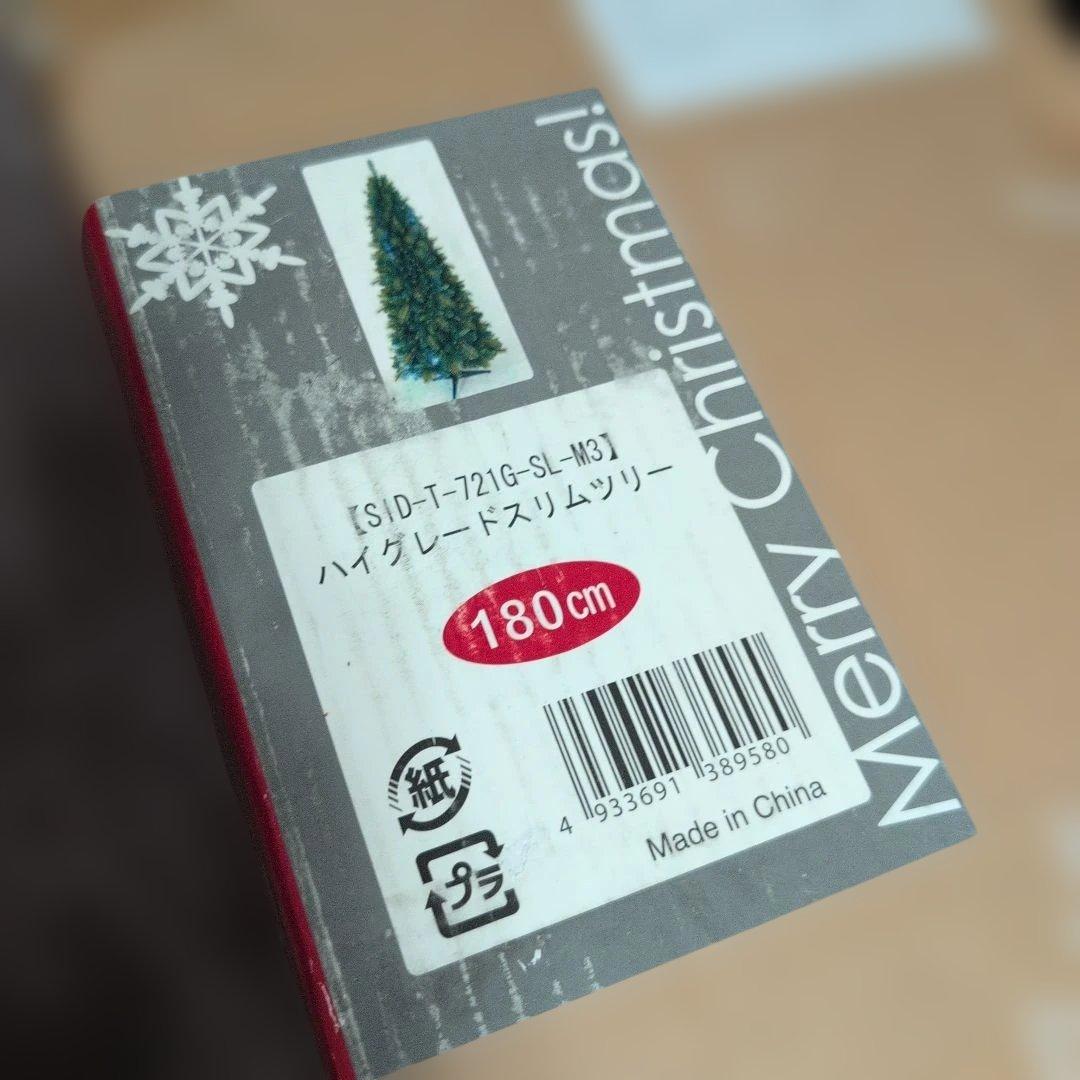 Merry Christmas!
【SID-T-721G-SL-M3】
ハイグレードスリムツリー
180cm
紙
プラ
4 933691 389580
Made in China